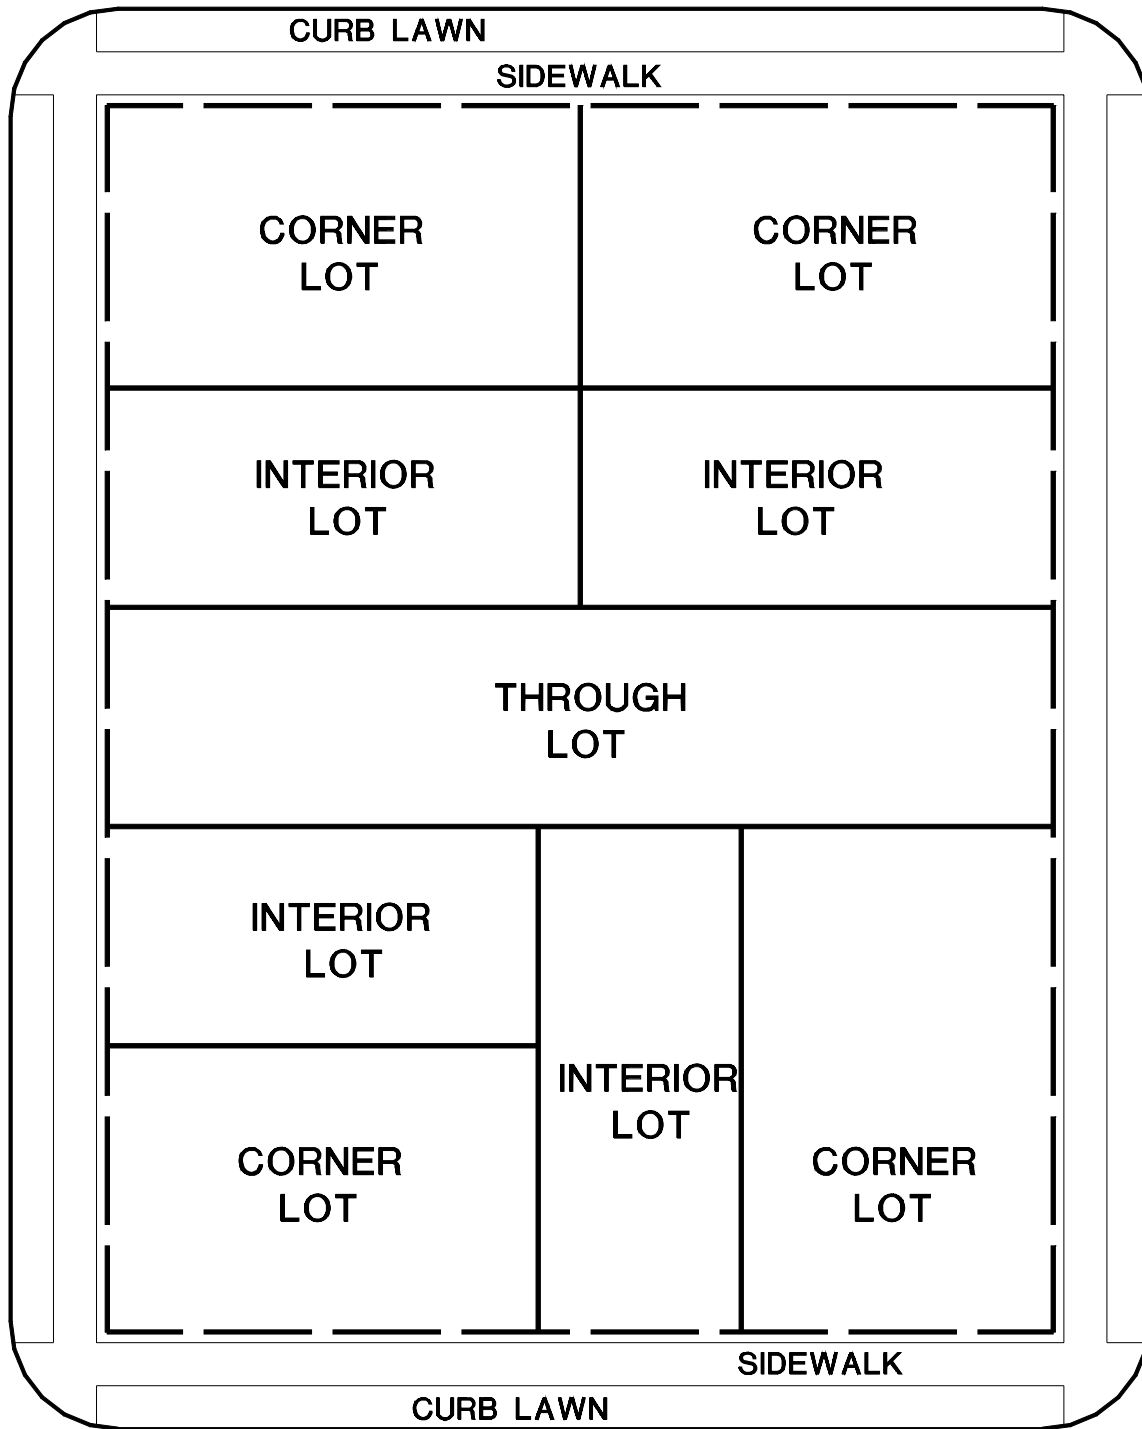 CURB LAWN
SIDEWALK
CORNER
LOT
CORNER
LOT
INTERIOR
LOT
INTERIOR
LOT
THROUGH
LOT
INTERIOR
LOT
INTERIOR
LOT
CORNER
LOT
CORNER
LOT
SIDEWALK
CURB LAWN